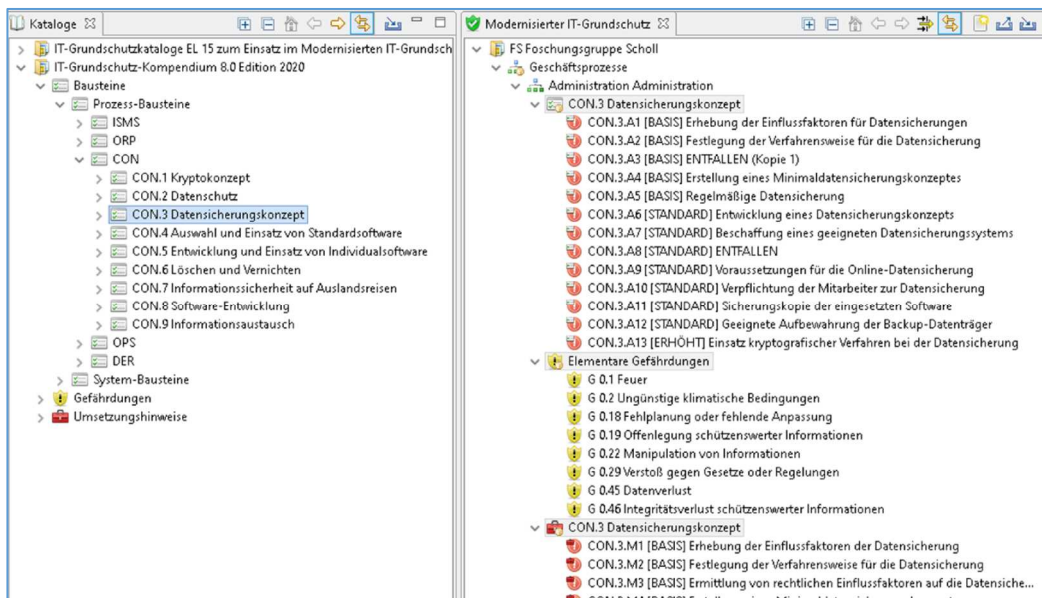 Kataloge
IT-Grundschutzkataloge EL 15 zum Einsatz im Modernisierten IT-Grundsch
IT-Grundschutz-Kompendium 8.0 Edition 2020
Bausteine
Prozess-Bausteine
ISMS
ORP
CON
CON.1 Kryptokonzept
CON.2 Datenschutz
CON.3 Datensicherungskonzept
CON.4 Auswahl und Einsatz von Standardsoftware
CON.5 Entwicklung und Einsatz von Individualsoftware
CON.6 Löschen und Vernichten
CON.7 Informationssicherheit auf Auslandsreisen
CON.8 Software-Entwicklung
CON.9 Informationsaustausch
OPS
DER
System-Bausteine
Gefährdungen
Umsetzungshinweise
Modernisierter IT-Grundschutz
FS Foschungsgruppe Scholl
Geschäftsprozesse
Administration Administration
CON.3 Datensicherungskonzept
CON.3.A1 [BASIS] Erhebung der Einflussfaktoren für Datensicherungen
CON.3.A2 [BASIS] Festlegung der Verfahrensweise für die Datensicherung
CON.3.A3 [BASIS] ENTFALLEN (Kopie 1)
CON.3.A4 [BASIS] Erstellung eines Minimaldatensicherungskonzeptes
CON.3.A5 [BASIS] Regelmäßige Datensicherung
CON.3.A6 [STANDARD] Entwicklung eines Datensicherungskonzepts
CON.3.A7 [STANDARD] Beschaffung eines geeigneten Datensicherungssystems
CON.3.A8 [STANDARD] ENTFALLEN
CON.3.A9 [STANDARD] Voraussetzungen für die Online-Datensicherung
CON.3.A10 [STANDARD] Verpflichtung der Mitarbeiter zur Datensicherung
CON.3.A11 [STANDARD] Sicherungskopie der eingesetzten Software
CON.3.A12 [STANDARD] Geeignete Aufbewahrung der Backup-Datenträger
CON.3.A13 [ERHÖHT] Einsatz kryptografischer Verfahren bei der Datensicherung
Elementare Gefährdungen
G 0.1 Feuer
G 0.2 Ungünstige klimatische Bedingungen
G 0.18 Fehlplanung oder fehlende Anpassung
G 0.19 Offenlegung schützenswerter Informationen
G 0.22 Manipulation von Informationen
G 0.29 Verstoß gegen Gesetze oder Regelungen
G 0.45 Datenverlust
G 0.46 Integritätsverlust schützenswerter Informationen
CON.3 Datensicherungskonzept
CON.3.M1 [BASIS] Erhebung der Einflussfaktoren der Datensicherung
CON.3.M2 [BASIS] Festlegung der Verfahrensweise für die Datensicherung
CON.3.M3 [BASIS] Ermittlung von rechtlichen Einflussfaktoren auf die Datensiche...